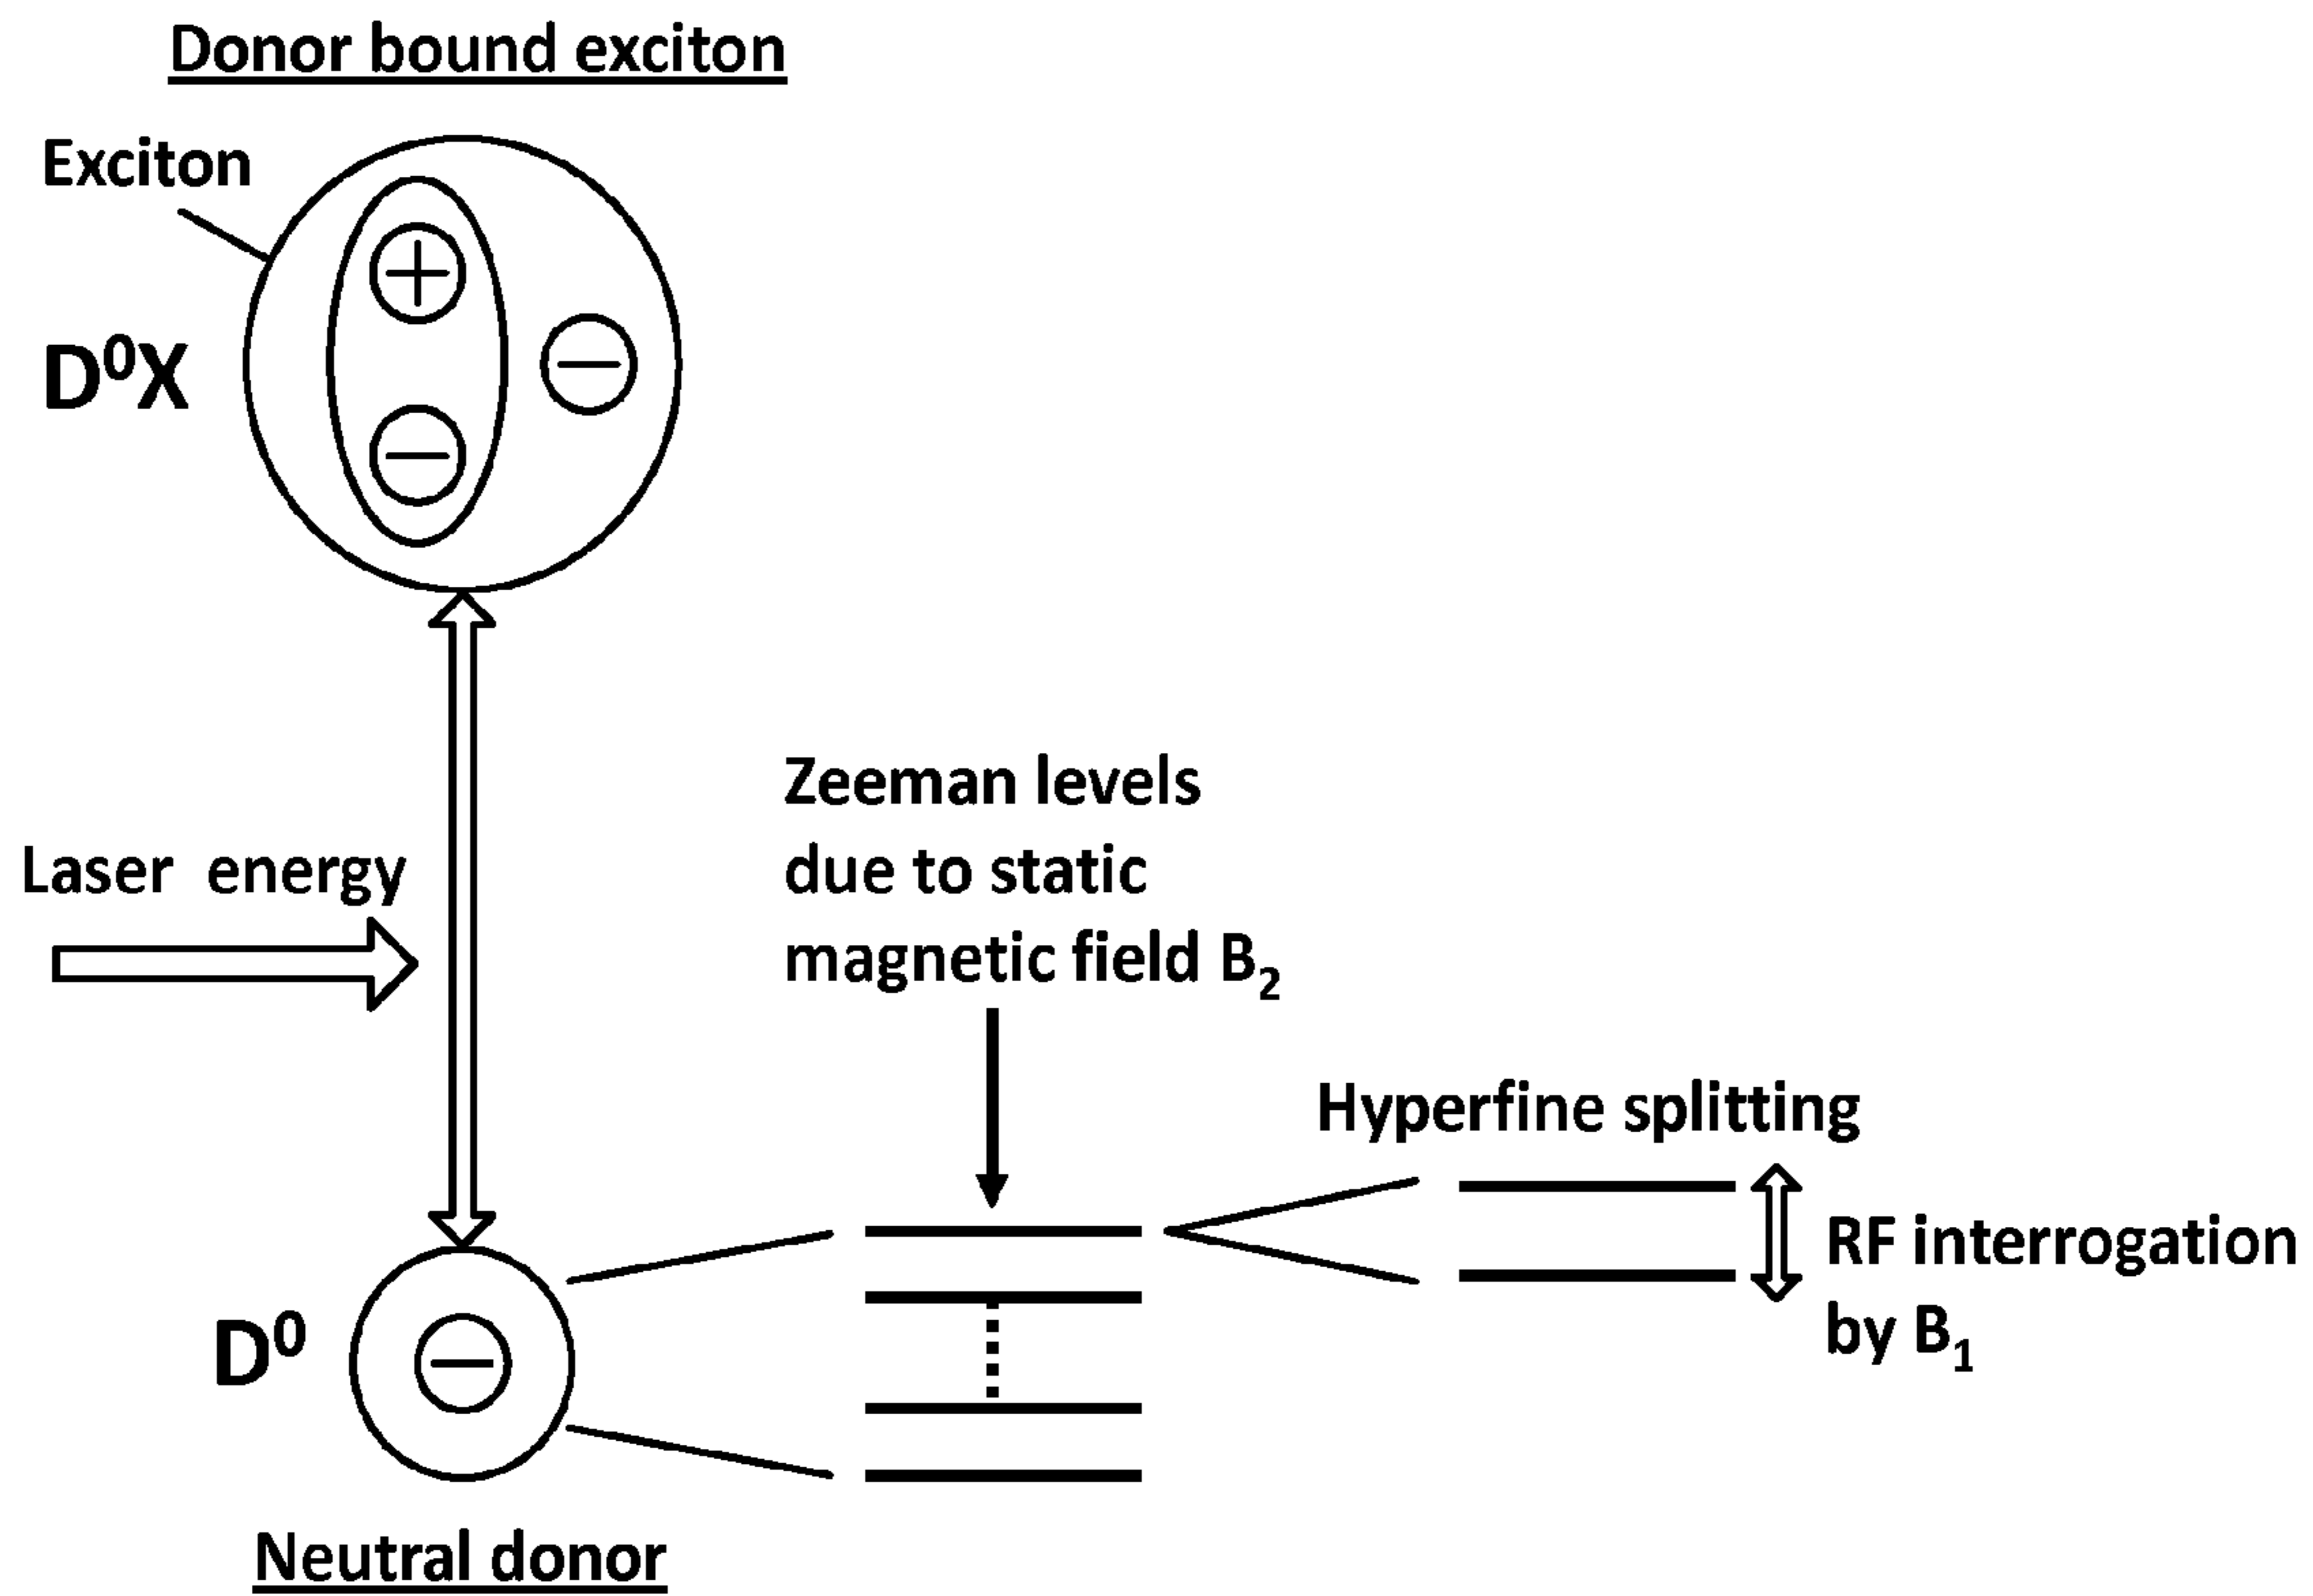 Donor bound exciton
Exciton
D⁰X
Laser energy
Zeeman levels
due to static
magnetic field B₂
Hyperfine splitting
RF interrogation
by B₁
D⁰
Neutral donor